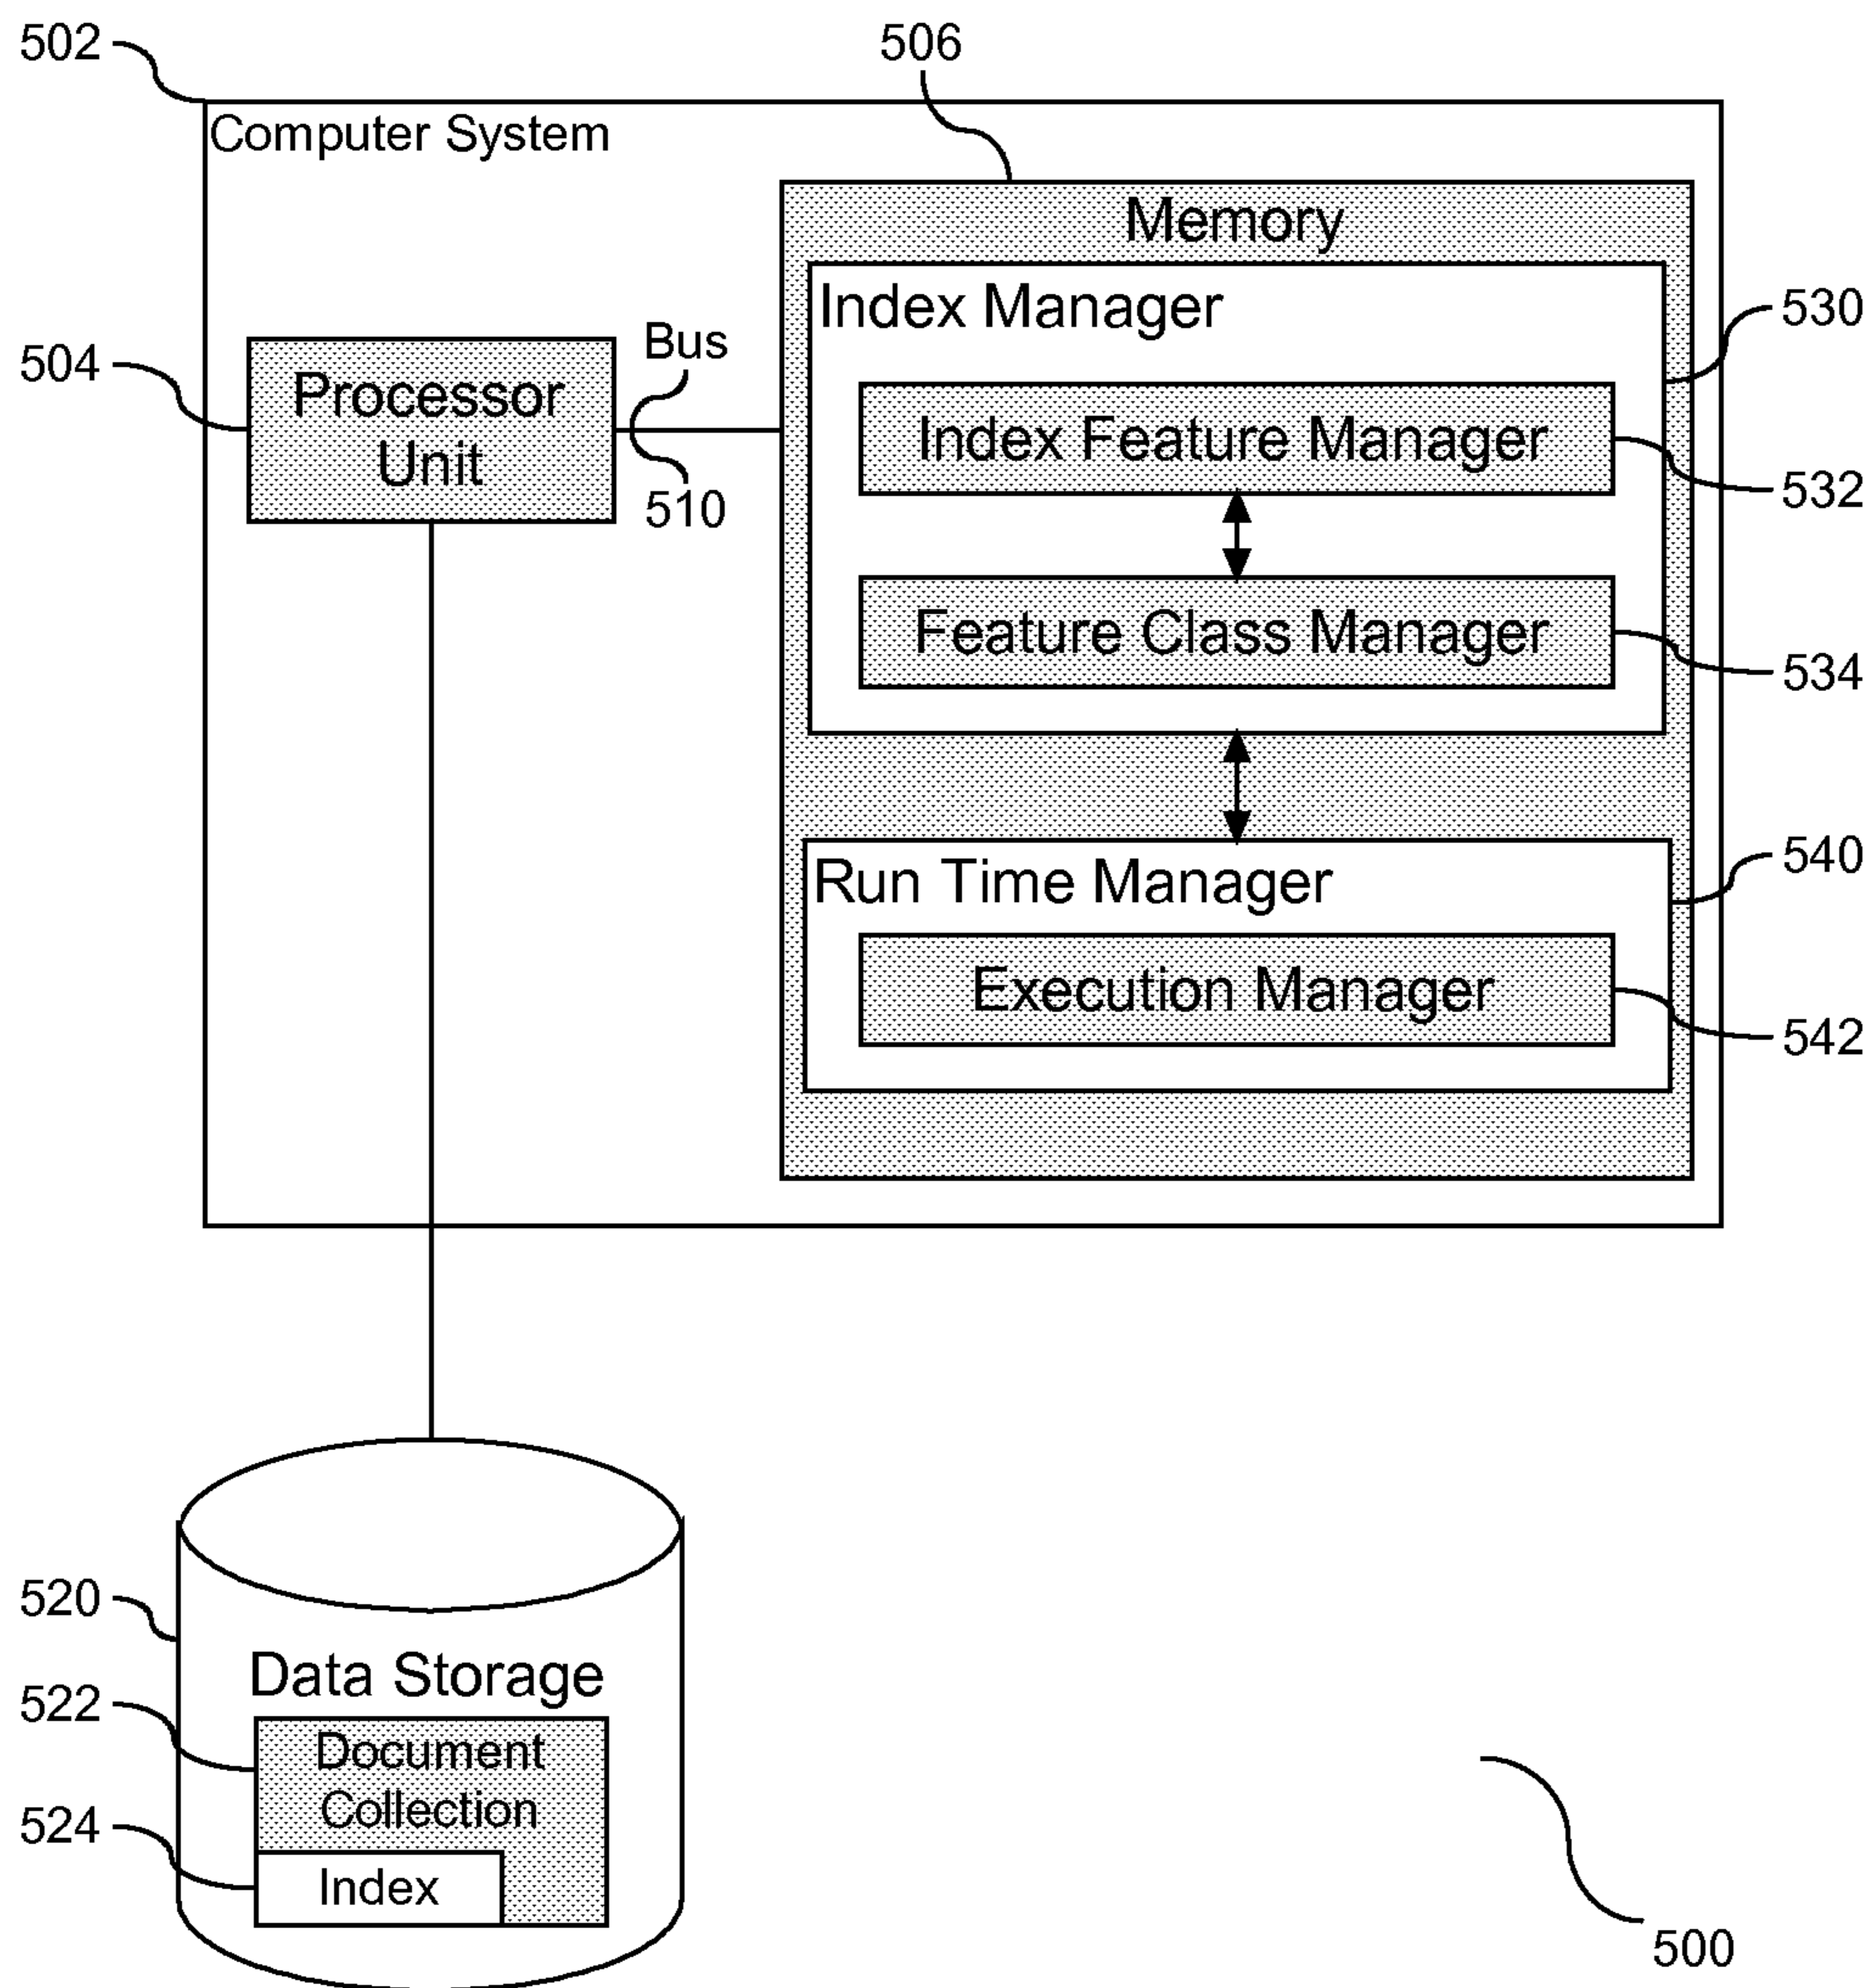 502
506
Computer System
Memory
Index Manager
530
Bus
504
Processor
Unit
Index Feature Manager
532
510
Feature Class Manager
534
540
Run Time Manager
Execution Manager
542
520
Data Storage
522
Document
Collection
524
Index
500